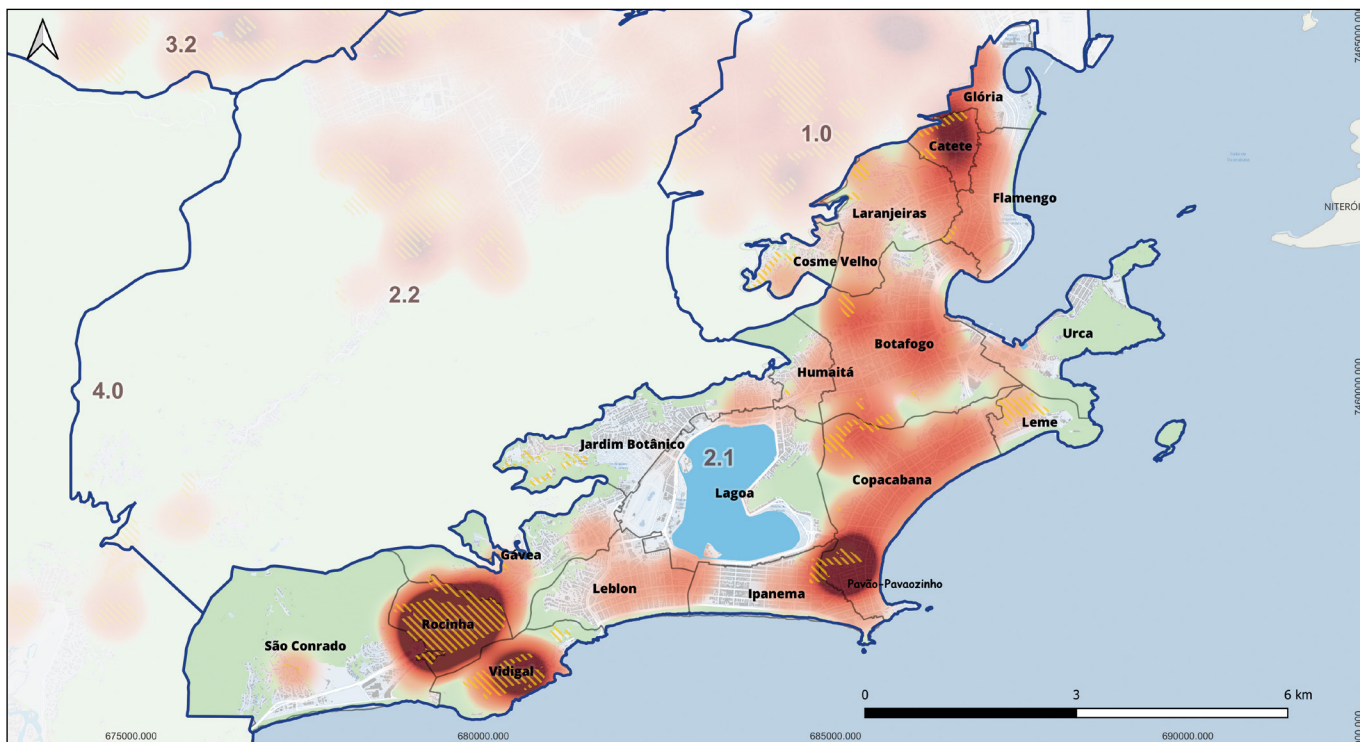 3.2
7465000.000
Glória
1.0
Catete
Flamengo
Laranjeiras
NITERÓI
Cosme Velho
2.2
Urca
Botafogo
Humaitá
4.0
7460000.000
Leme
Jardim Botânico
2.1
Copacabana
Lagoa
Gávea
Pavão-Pavaozinho
Leblon
Ipanema
Rocinha
São Conrado
Vidigal
0 3 6 km
675000.000 680000.000 685000.000 690000.000